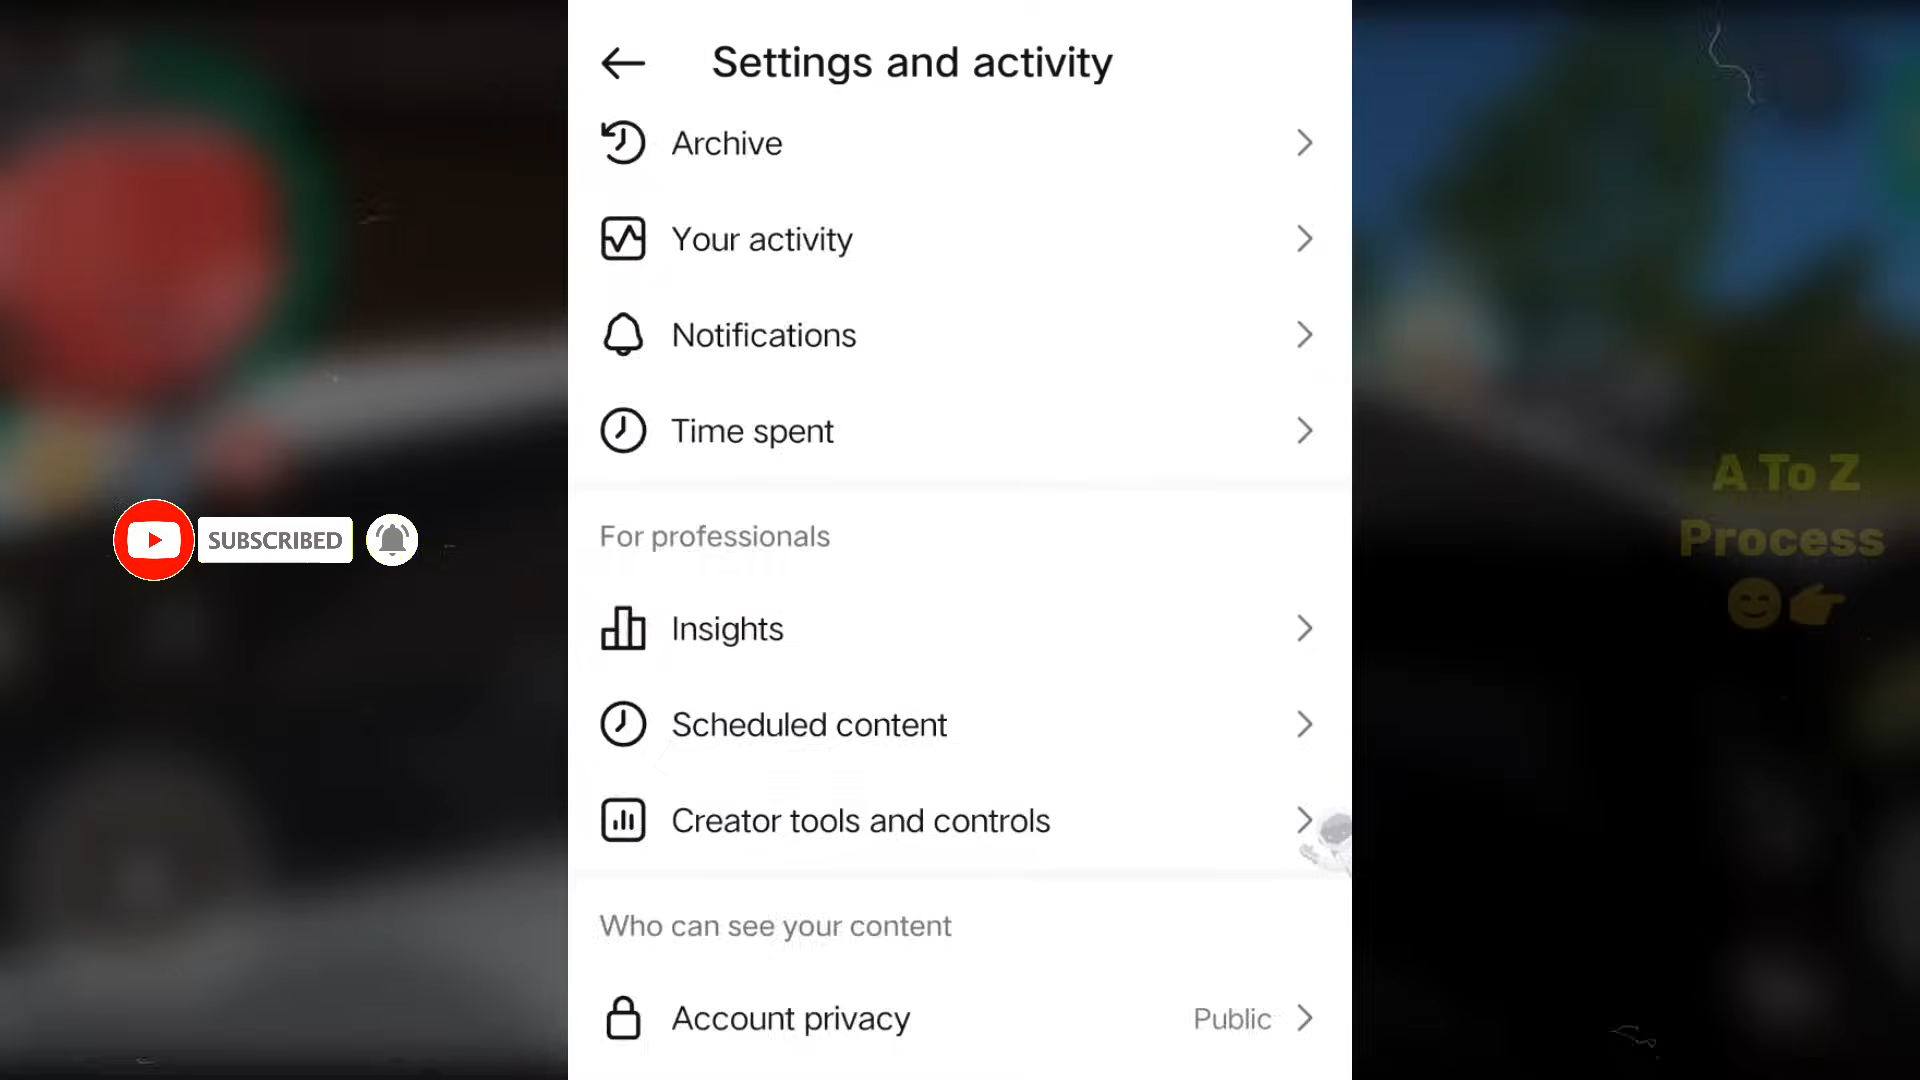 Settings and activity
Archive
Your activity
Notifications
Time spent
For professionals
Insights
Scheduled content
Creator tools and controls
Who can see your content
Account privacy
Public
SUBSCRIBED
A To Z
Process
😊👉